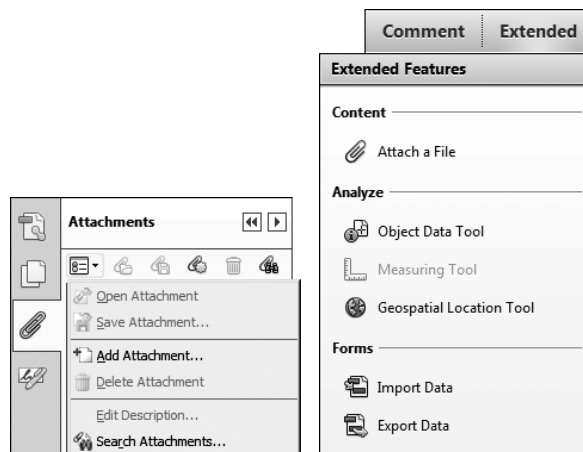 Comment Extended
Extended Features
Content
Attach a File
Analyze
Object Data Tool
Measuring Tool
Geospatial Location Tool
Forms
Import Data
Export Data
Attachments
Open Attachment
Save Attachment...
Add Attachment...
Delete Attachment
Edit Description...
Search Attachments...